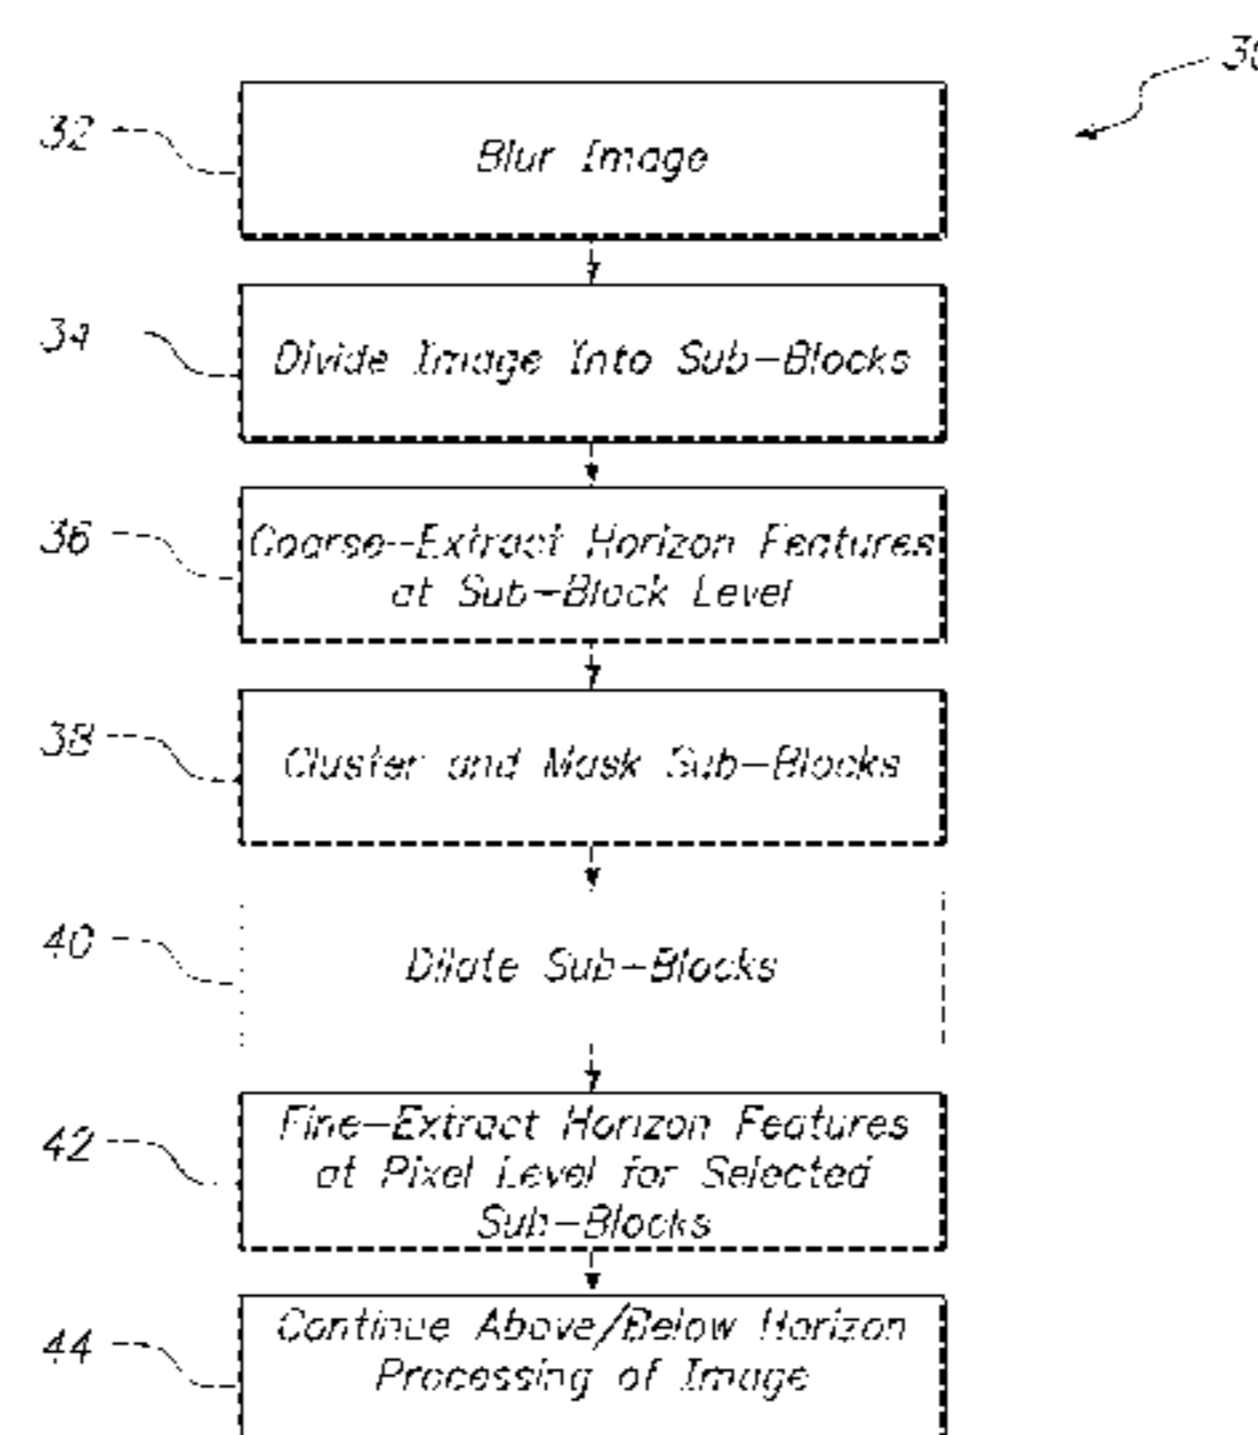 30
32
Blur Image
34
Divide Image Into Sub-Blocks
36
Coarse-Extract Horizon Features
at Sub-Block Level
38
Cluster and Mask Sub-Blocks
40
Dilate Sub-Blocks
42
Fine-Extract Horizon Features
at Pixel Level for Selected
Sub-Blocks
44
Continue Above/Below Horizon
Processing of Image